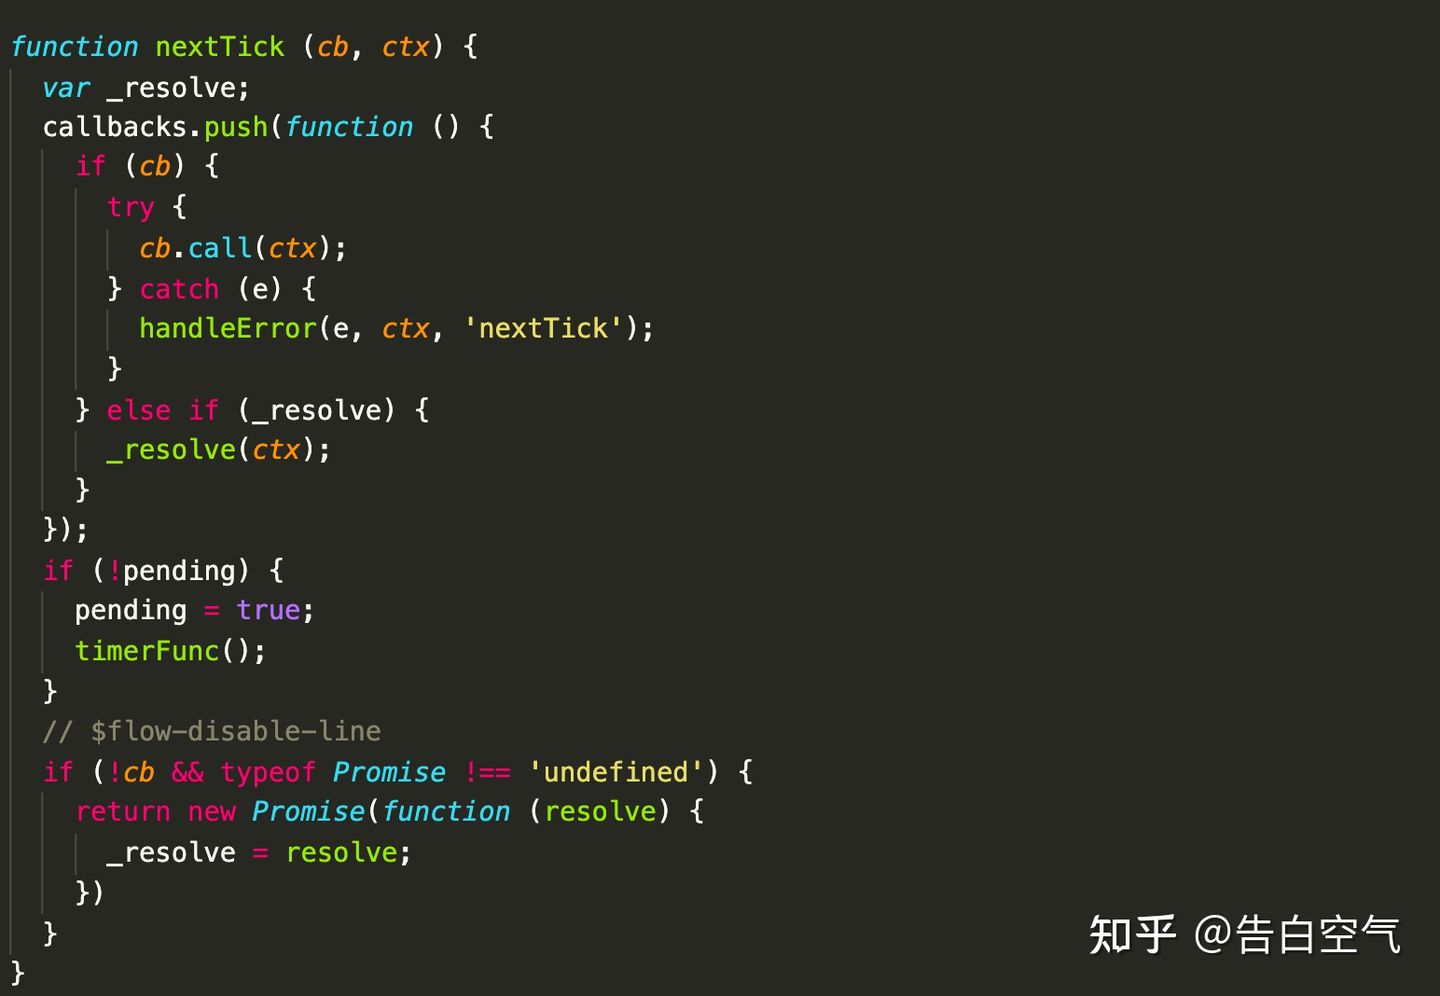 function nextTick (cb, ctx) {
  var _resolve;
  callbacks.push(function () {
    if (cb) {
      try {
        cb.call(ctx);
      } catch (e) {
        handleError(e, ctx, 'nextTick');
      }
    } else if (_resolve) {
      _resolve(ctx);
    }
  });
  if (!pending) {
    pending = true;
    timerFunc();
  }
  // $flow-disable-line
  if (!cb && typeof Promise !== 'undefined') {
    return new Promise(function (resolve) {
      _resolve = resolve;
    })
  }
}
知乎 @告白空气